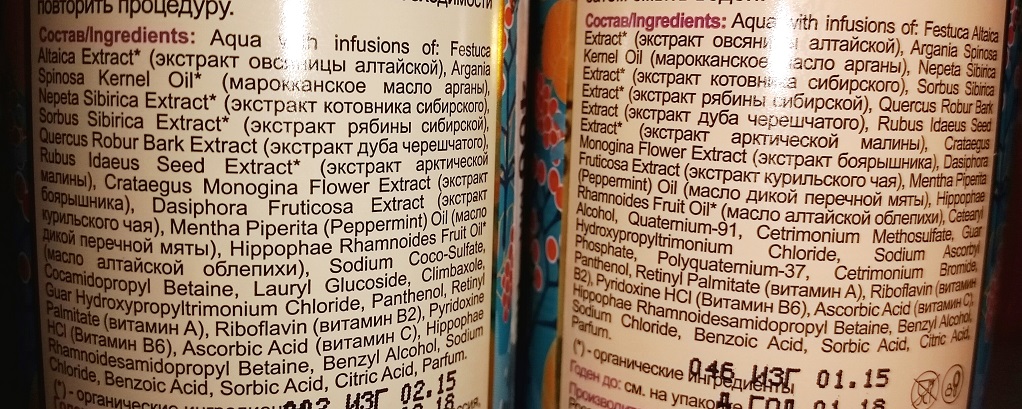 повторить процедуру.
Состав/Ingredients: Aqua with infusions of: Festuca
Altaica Extract* (экстракт овсяницы алтайской), Argania
Spinosa Kernel Oil* (марокканское масло арганы),
Nepeta Sibirica Extract* (экстракт котовника сибирского),
Sorbus Sibirica Extract* (экстракт рябины сибирской),
Quercus Robur Bark Extract (экстракт дуба черешчатого),
Rubus Idaeus Seed Extract* (экстракт арктической
малины), Crataegus Monogina Flower Extract (экстракт
боярышника), Dasiphora Fruticosa Extract (экстракт
курильского чая), Mentha Piperita (Peppermint) Oil (масло
дикой перечной мяты), Hippophae Rhamnoides Fruit Oil*
(масло алтайской облепихи), Sodium Coco-Sulfate,
Cocamidopropyl Betaine, Lauryl Glucoside, Climbazole,
Guar Hydroxypropyltrimonium Chloride, Panthenol, Retinyl
Palmitate (витамин А), Riboflavin (витамин B2), Pyridoxine
HCl (Витамин B6), Ascorbic Acid (витамин С), Hippophae
Rhamnoidesamidopropyl Betaine, Benzyl Alcohol, Sodium
Chloride, Benzoic Acid, Sorbic Acid, Citric Acid, Parfum.
(*) - органические
ИЗГ 02.15
Состав/Ingredients: Aqua with infusions of: Festuca Altaica
Extract* (экстракт овсяницы алтайской), Argania Spinosa
Kernel Oil (марокканское масло арганы), Nepeta Sibirica
Extract* (экстракт котовника сибирского), Sorbus Sibirica
Extract* (экстракт рябины сибирской), Quercus Robur Bark
Extract (экстракт дуба черешчатого), Rubus Idaeus Seed
Extract* (экстракт арктической малины), Crataegus
Monogina Flower Extract (экстракт боярышника), Dasiphora
Fruticosa Extract (экстракт курильского чая), Mentha Piperita
(Peppermint) Oil (масло дикой перечной мяты), Hippophae
Rhamnoides Fruit Oil* (масло алтайской облепихи), Cetearyl
Alcohol, Quaternium-91, Cetrimonium Methosulfate, Guar
Hydroxypropyltrimonium Chloride, Sodium Ascorbyl
Phosphate, Polyquaternium-37, Cetrimonium Bromide,
Panthenol, Retinyl Palmitate (витамин А), Riboflavin (витамин
B2), Pyridoxine HCl (Витамин B6), Ascorbic Acid (витамин С),
Hippophae Rhamnoidesamidopropyl Betaine, Benzyl Alcohol,
Sodium Chloride, Benzoic Acid, Sorbic Acid, Citric Acid,
Parfum.
(*) - органические ингредиенты
046 ИЗГ 01.15
Годен до: см. на упаковке